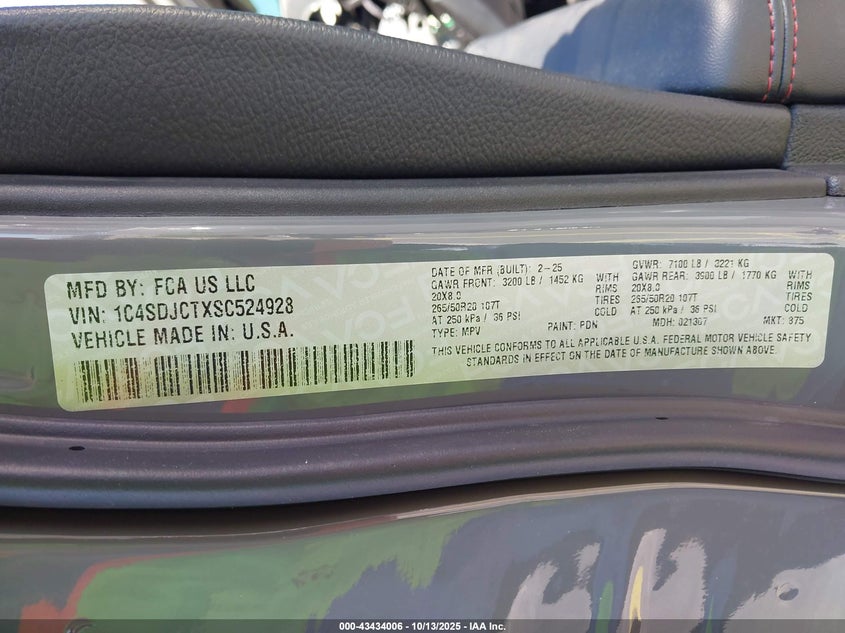 MFD BY: FCA US LLC
VIN: 1C4SDJCTXSC524928
VEHICLE MADE IN: U.S.A.
DATE OF MFR (BUILT): 2-25
GVWR: 7100 LB / 3221 KG
GAWR FRONT: 3200 LB / 1452 KG WITH
20X8.0 RIMS
265/50R20 107T TIRES
AT 250 kPa / 36 PSI COLD
GAWR REAR: 3900 LB / 1770 KG WITH
20X8.0 RIMS
265/50R20 107T TIRES
AT 250 kPa / 36 PSI COLD
TYPE: MPV PAINT: PDN MDH: 021307 MKT: 375
THIS VEHICLE CONFORMS TO ALL APPLICABLE U.S.A. FEDERAL MOTOR VEHICLE SAFETY
STANDARDS IN EFFECT ON THE DATE OF MANUFACTURE SHOWN ABOVE.
000-43434006 - 10/13/2025 - IAA Inc.